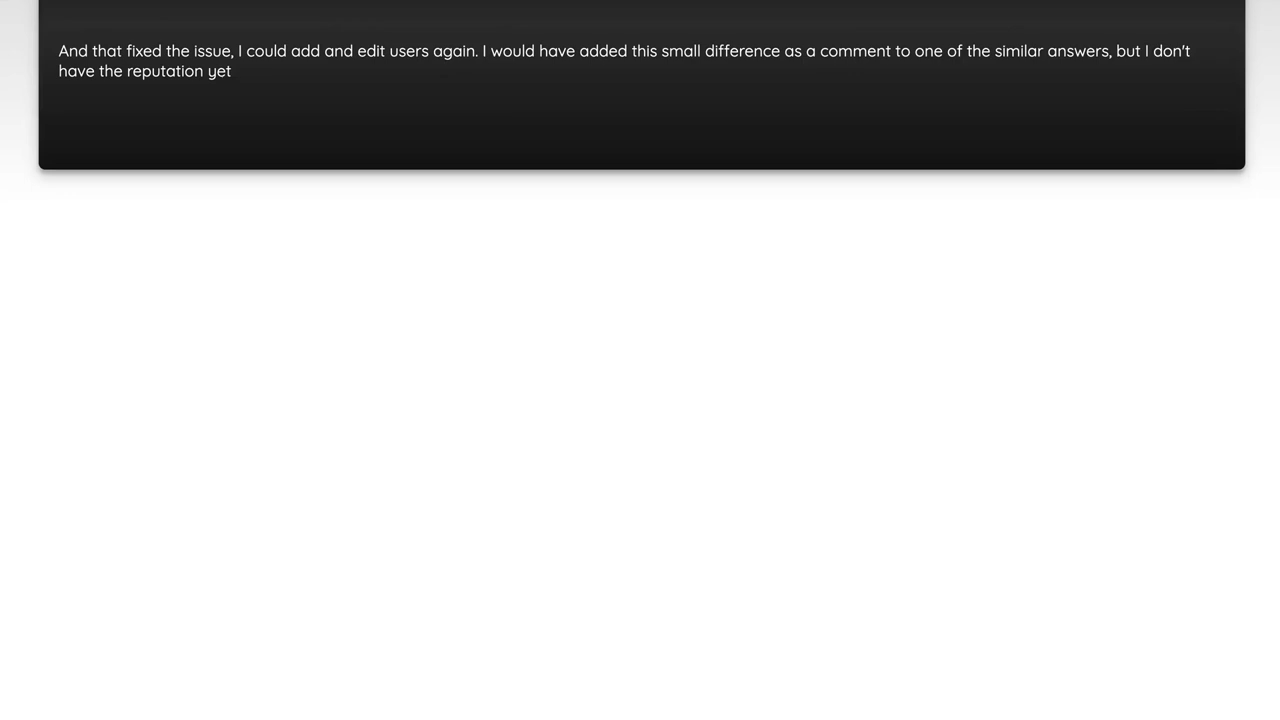 And that fixed the issue, I could add and edit users again. I would have added this small difference as a comment to one of the similar answers, but I don't
have the reputation yet